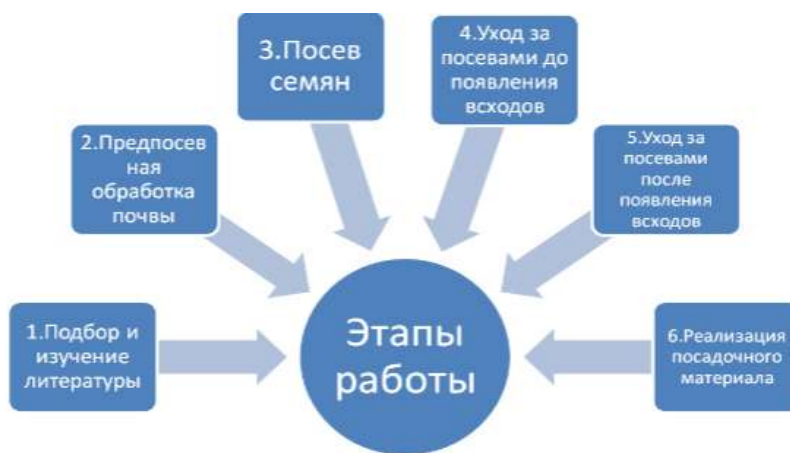 1.Подбор и
изучение
литературы
2.Предпосев
ная
обработка
почвы
3.Посев
семян
4.Уход за
посевами до
появления
всходов
5.Уход за
посевами
после
появления
всходов
6.Реализация
посадочного
материала
Этапы
работы